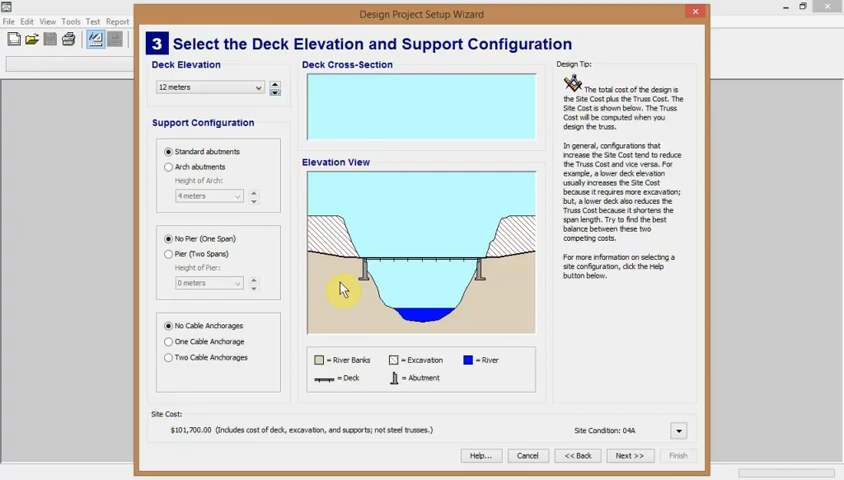 Design Project Setup Wizard
File Edit View Tools Report
3 Select the Deck Elevation and Support Configuration
Deck Elevation
12 meters
Support Configuration
Standard abutments
Arch abutments
Height of Arch:
4 meters
No Pier (One Span)
Pier (Two Spans)
Height of Pier:
0 meters
No Cable Anchorages
One Cable Anchorage
Two Cable Anchorages
Deck Cross-Section
Elevation View
= River Banks
= Excavation
= River
= Deck
= Abutment
Design Tip:
The total cost of the design is
the Site Cost plus the Truss Cost. The
Site Cost is shown below. The Truss
Cost will be computed when you
design the truss.
In general, configurations that
increase the Site Cost tend to reduce
the Truss Cost and vice versa. For
example, a lower deck elevation
usually increases the Site Cost
because it requires more excavation;
but, a lower deck also reduces the
Truss Cost because it shortens the
span length. Try to find the best
balance between these two
competing costs.
For more information on selecting a
site configuration, click the Help
button below.
Site Cost:
$101,700.00 (Includes cost of deck, excavation, and supports; not steel trusses.)
Site Condition: 04A
Help... Cancel << Back Next >> Finish